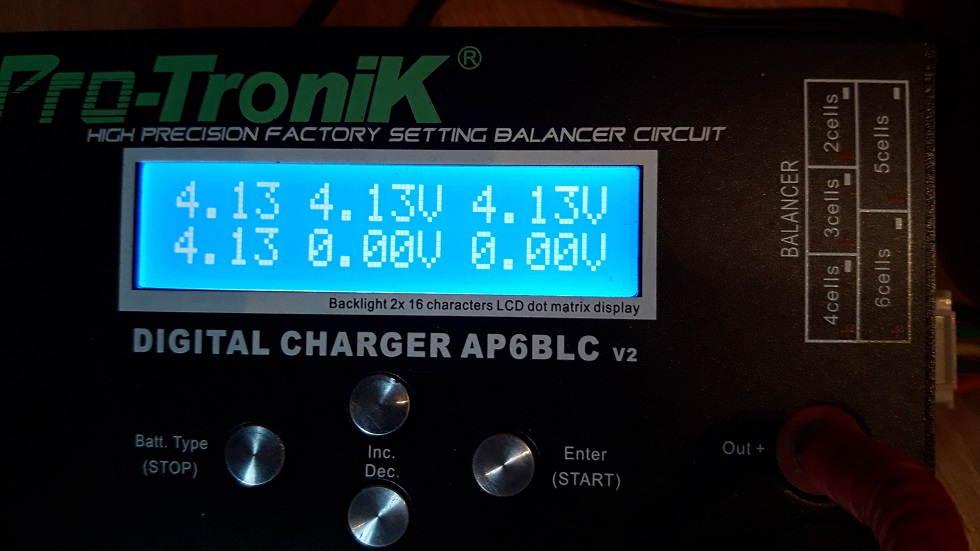 Pro-TroniK®
HIGH PRECISION FACTORY SETTING BALANCER CIRCUIT
4.13 4.13V 4.13V
4.13 0.00V 0.00V
Backlight 2x 16 characters LCD dot matrix display
DIGITAL CHARGER AP6BLC V2
Batt. Type
(STOP)
Inc.
Dec.
Enter
(START)
Out +
BALANCER
2cells
3cells
4cells
5cells
6cells